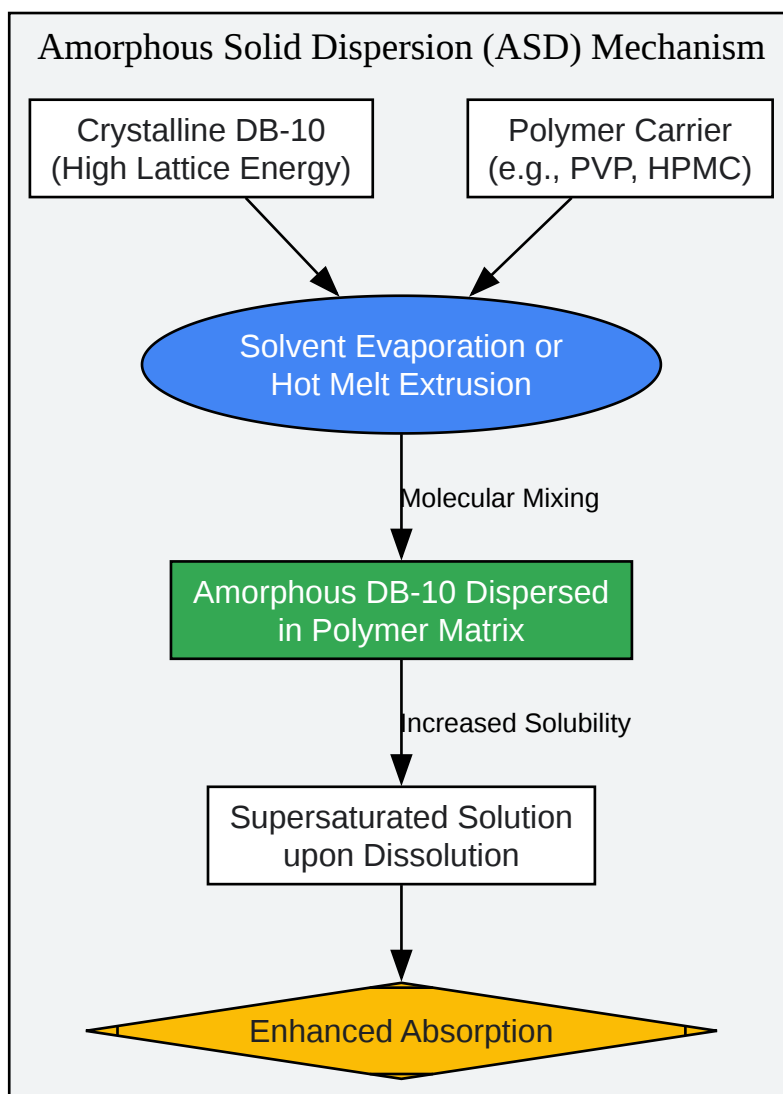 Amorphous Solid Dispersion (ASD) Mechanism
Crystalline DB-10
(High Lattice Energy)
Polymer Carrier
(e.g., PVP, HPMC)
Solvent Evaporation or
Hot Melt Extrusion
Molecular Mixing
Amorphous DB-10 Dispersed
in Polymer Matrix
Increased Solubility
Supersaturated Solution
upon Dissolution
Enhanced Absorption